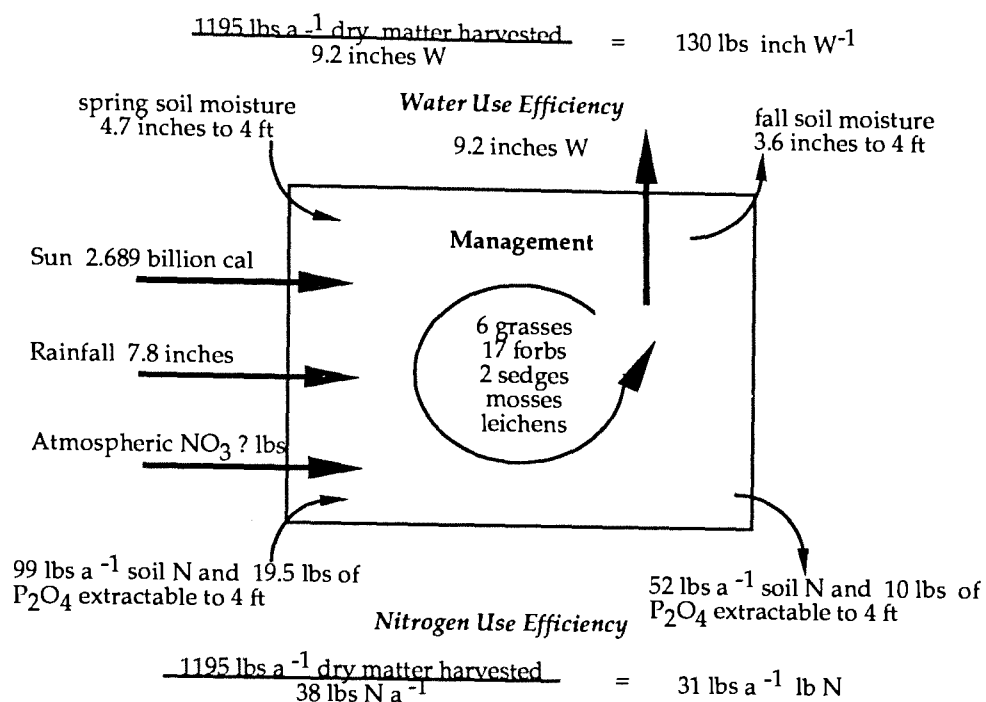 1195 lbs a -1 dry matter harvested
9.2 inches W
= 130 lbs inch W-1
spring soil moisture
4.7 inches to 4 ft
Water Use Efficiency
9.2 inches W
fall soil moisture
3.6 inches to 4 ft
Management
Sun 2.689 billion cal
Rainfall 7.8 inches
Atmospheric NO3 ? lbs
6 grasses
17 forbs
2 sedges
mosses
leichens
99 lbs a -1 soil N and 19.5 lbs of
P2O4 extractable to 4 ft
52 lbs a -1 soil N and 10 lbs of
P2O4 extractable to 4 ft
Nitrogen Use Efficiency
1195 lbs a -1 dry matter harvested
38 lbs N a -1
= 31 lbs a -1 lb N